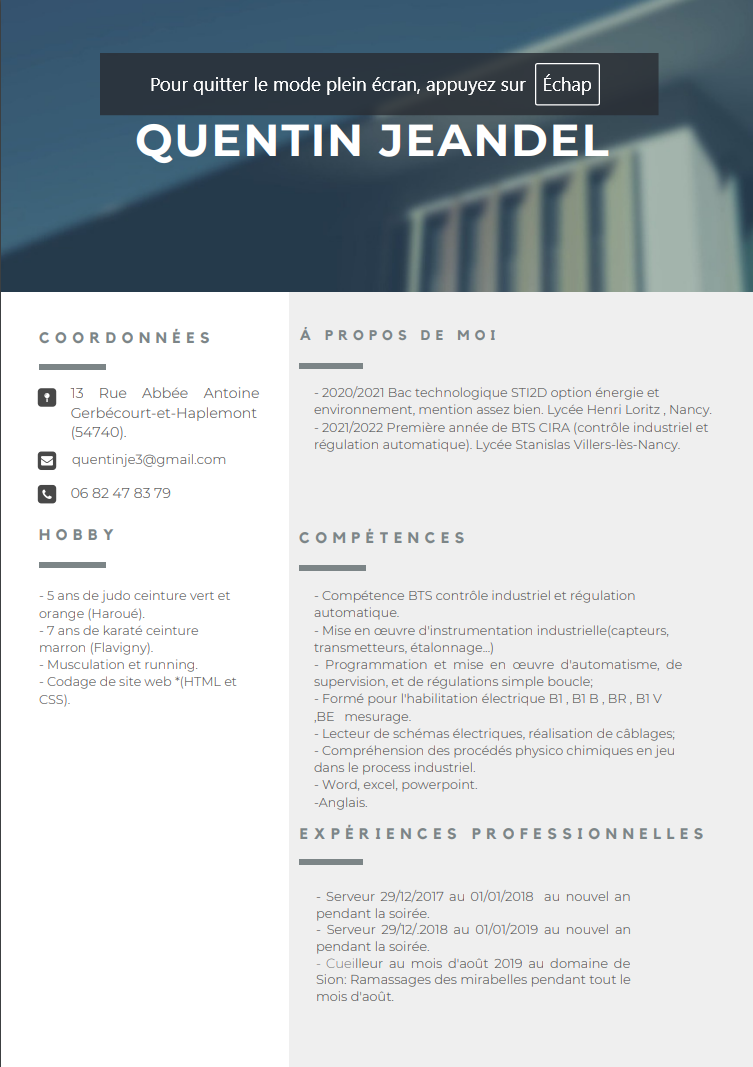 Pour quitter le mode plein écran, appuyez sur Échap
QUENTIN JEANDEL
COORDONNÉES
13 Rue Abbée Antoine
Gerbécourt-et-Haplemont
(54740).
quentinje3@gmail.com
06 82 47 83 79
HOBBY
- 5 ans de judo ceinture vert et
orange (Haroué).
- 7 ans de karaté ceinture
marron (Flavigny).
- Musculation et running.
- Codage de site web *(HTML et
CSS).
Á PROPOS DE MOI
- 2020/2021 Bac technologique STI2D option énergie et
environnement, mention assez bien. Lycée Henri Loritz , Nancy.
- 2021/2022 Première année de BTS CIRA (contrôle industriel et
régulation automatique). Lycée Stanislas Villers-lès-Nancy.
COMPÉTENCES
- Compétence BTS contrôle industriel et régulation
automatique.
- Mise en œuvre d'instrumentation industrielle(capteurs,
transmetteurs, étalonnage...)
- Programmation et mise en œuvre d'automatisme, de
supervision, et de régulations simple boucle;
- Formé pour l'habilitation électrique B1 , B1 B , BR , B1 V
,BE mesurage.
- Lecteur de schémas électriques, réalisation de câblages;
- Compréhension des procédés physico chimiques en jeu
dans le process industriel.
- Word, excel, powerpoint.
-Anglais.
EXPÉRIENCES PROFESSIONNELLES
- Serveur 29/12/2017 au 01/01/2018 au nouvel an
pendant la soirée.
- Serveur 29/12/.2018 au 01/01/2019 au nouvel an
pendant la soirée.
- Cueilleur au mois d'août 2019 au domaine de
Sion: Ramassages des mirabelles pendant tout le
mois d'août.